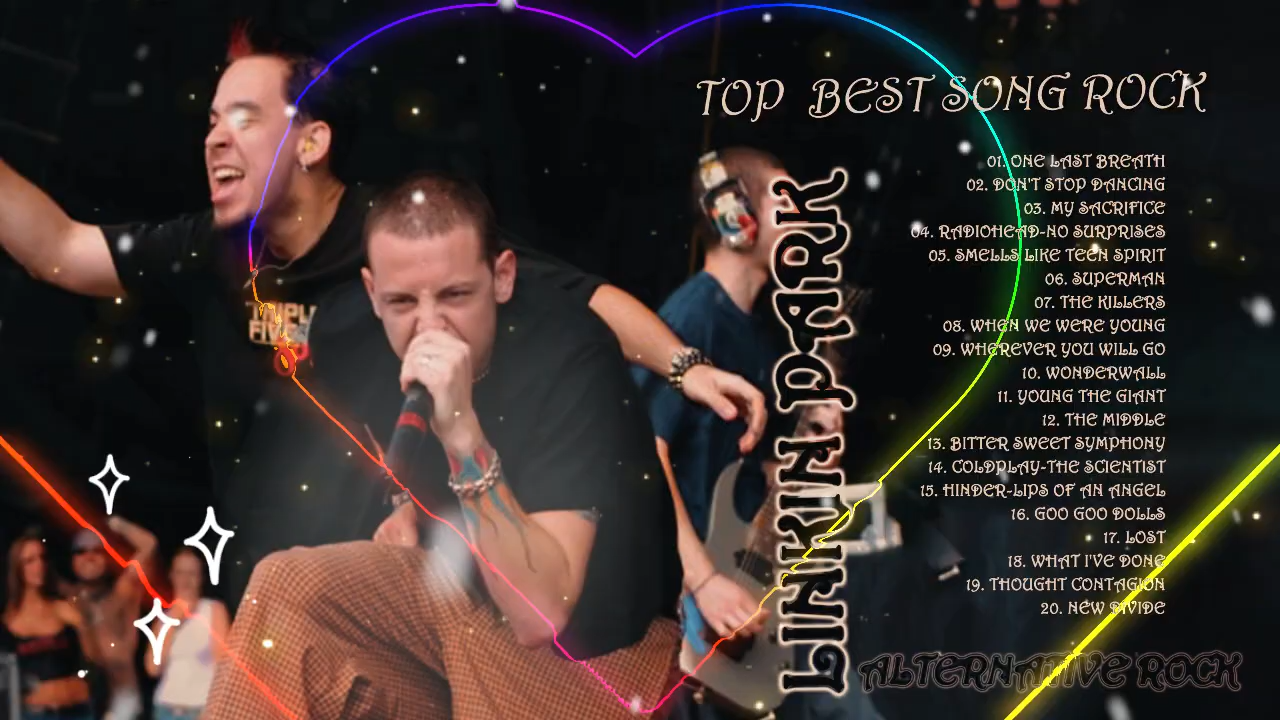 TOP BEST SONG ROCK
01. ONE LAST BREATH
02. DON'T STOP DANCING
03. MY SACRIFICE
04. RADIOHEAD-NO SURPRISES
05. SMELLS LIKE TEEN SPIRIT
06. SUPERMAN
07. THE KILLERS
08. WHEN WE WERE YOUNG
09. WHEREVER YOU WILL GO
10. WONDERWALL
11. YOUNG THE GIANT
12. THE MIDDLE
13. BITTER SWEET SYMPHONY
14. COLDPLAY-THE SCIENTIST
15. HINDER-LIPS OF AN ANGEL
16. GOO GOO DOLLS
17. LOST
18. WHAT I'VE DONE
19. THOUGHT CONTAGION
20. NEW DIVIDE
LINKIN PARK
ALTERNATIVE ROCK
TRIPLE
FIVE